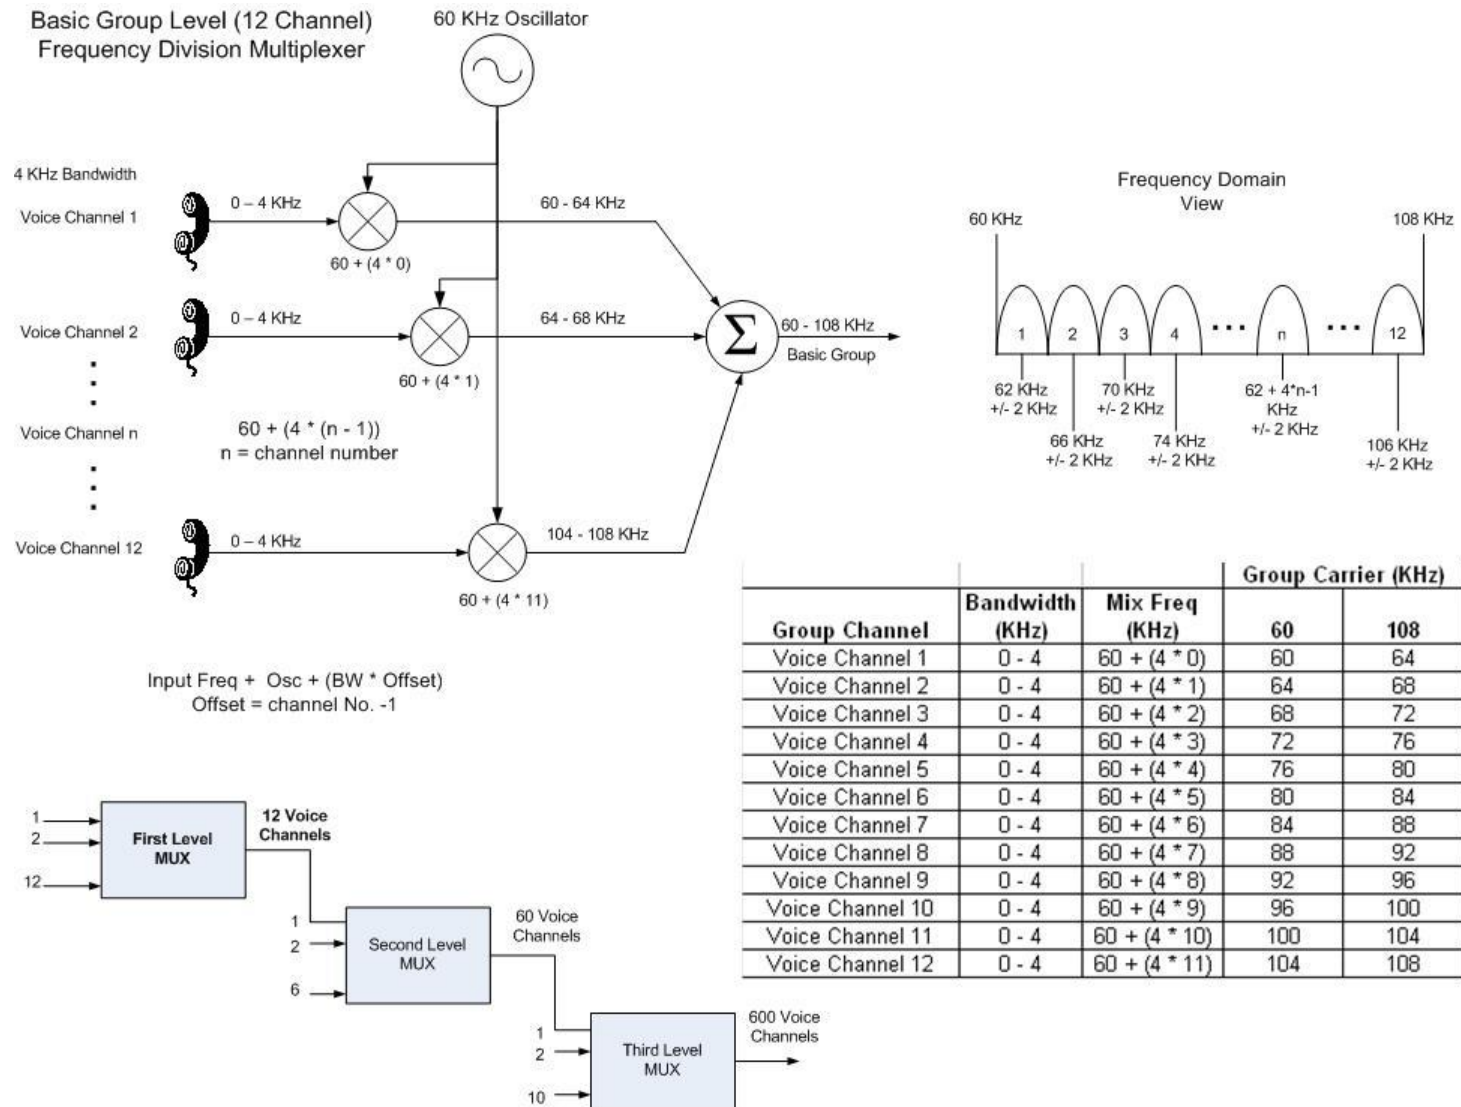 Basic Group Level (12 Channel)
Frequency Division Multiplexer
60 KHz Oscillator
4 KHz Bandwidth
Voice Channel 1
0 – 4 KHz
60 + (4 * 0)
60 - 64 KHz
Voice Channel 2
0 – 4 KHz
60 + (4 * 1)
64 - 68 KHz
Σ
60 - 108 KHz
Basic Group
Voice Channel n
60 + (4 * (n - 1))
n = channel number
Voice Channel 12
0 – 4 KHz
60 + (4 * 11)
104 - 108 KHz
Input Freq + Osc + (BW * Offset)
Offset = channel No. -1
Frequency Domain
View
60 KHz
108 KHz
1
2
3
4
n
12
62 KHz
+/- 2 KHz
66 KHz
+/- 2 KHz
70 KHz
+/- 2 KHz
74 KHz
+/- 2 KHz
62 + 4*n-1
KHz
+/- 2 KHz
106 KHz
+/- 2 KHz
Group Carrier (KHz)
Group Channel Bandwidth (KHz) Mix Freq (KHz) 60 108
Voice Channel 1 0 - 4 60 + (4 * 0) 60 64
Voice Channel 2 0 - 4 60 + (4 * 1) 64 68
Voice Channel 3 0 - 4 60 + (4 * 2) 68 72
Voice Channel 4 0 - 4 60 + (4 * 3) 72 76
Voice Channel 5 0 - 4 60 + (4 * 4) 76 80
Voice Channel 6 0 - 4 60 + (4 * 5) 80 84
Voice Channel 7 0 - 4 60 + (4 * 6) 84 88
Voice Channel 8 0 - 4 60 + (4 * 7) 88 92
Voice Channel 9 0 - 4 60 + (4 * 8) 92 96
Voice Channel 10 0 - 4 60 + (4 * 9) 96 100
Voice Channel 11 0 - 4 60 + (4 * 10) 100 104
Voice Channel 12 0 - 4 60 + (4 * 11) 104 108
1
2
12
First Level
MUX
12 Voice
Channels
1
2
6
Second Level
MUX
60 Voice
Channels
1
2
10
Third Level
MUX
600 Voice
Channels